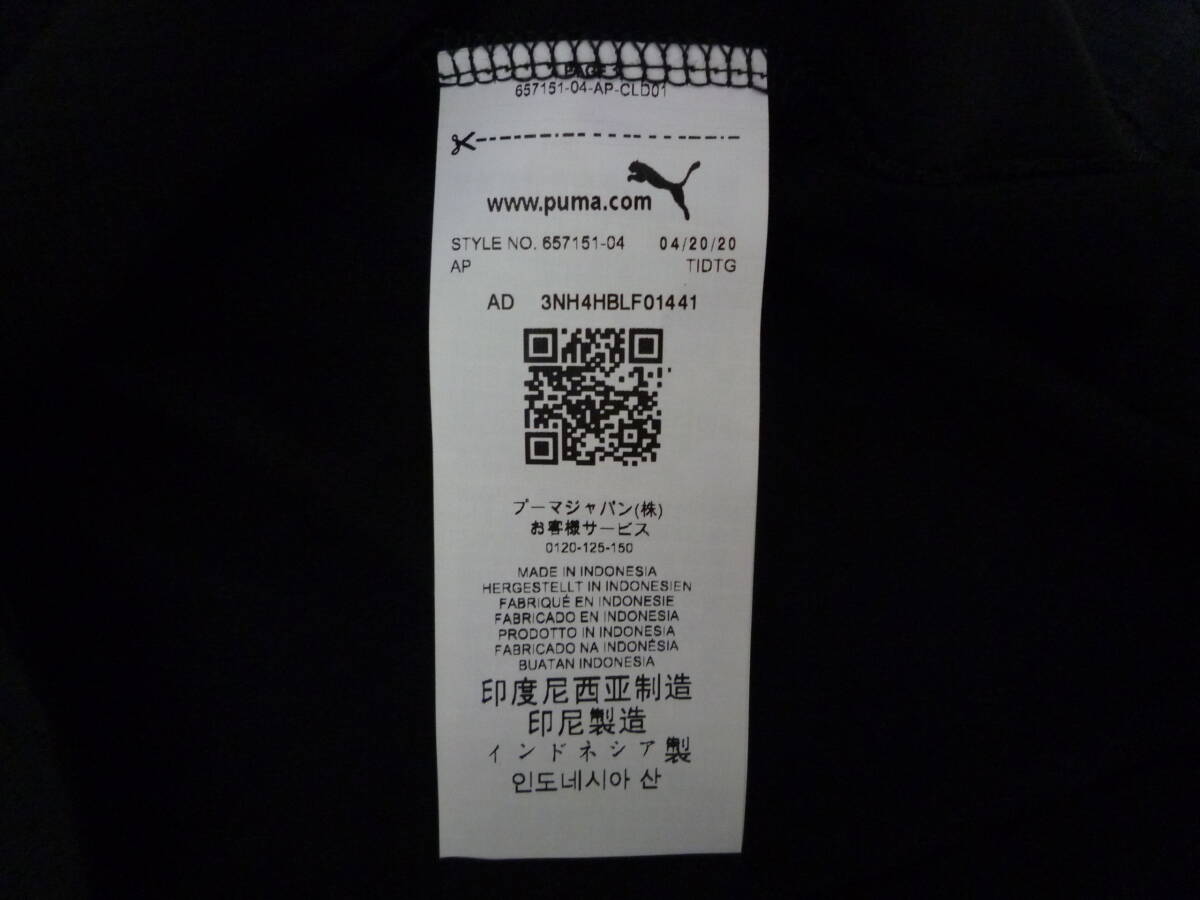 657151-04-AP-CLD01
www.puma.com
STYLE NO. 657151-04 04/20/20
AP TIDTG
AD 3NH4HBLF01441
プーマジャパン(株)
お客様サービス
0120-125-150
MADE IN INDONESIA
HERGESTELLT IN INDONESIEN
FABRIQUÉ EN INDONESIE
FABRICADO EN INDONESIA
PRODOTTO IN INDONESIA
FABRICADO NA INDONÉSIA
BUATAN INDONESIA
印度尼西亚制造
印尼製造
インドネシア製
인도네시아 산